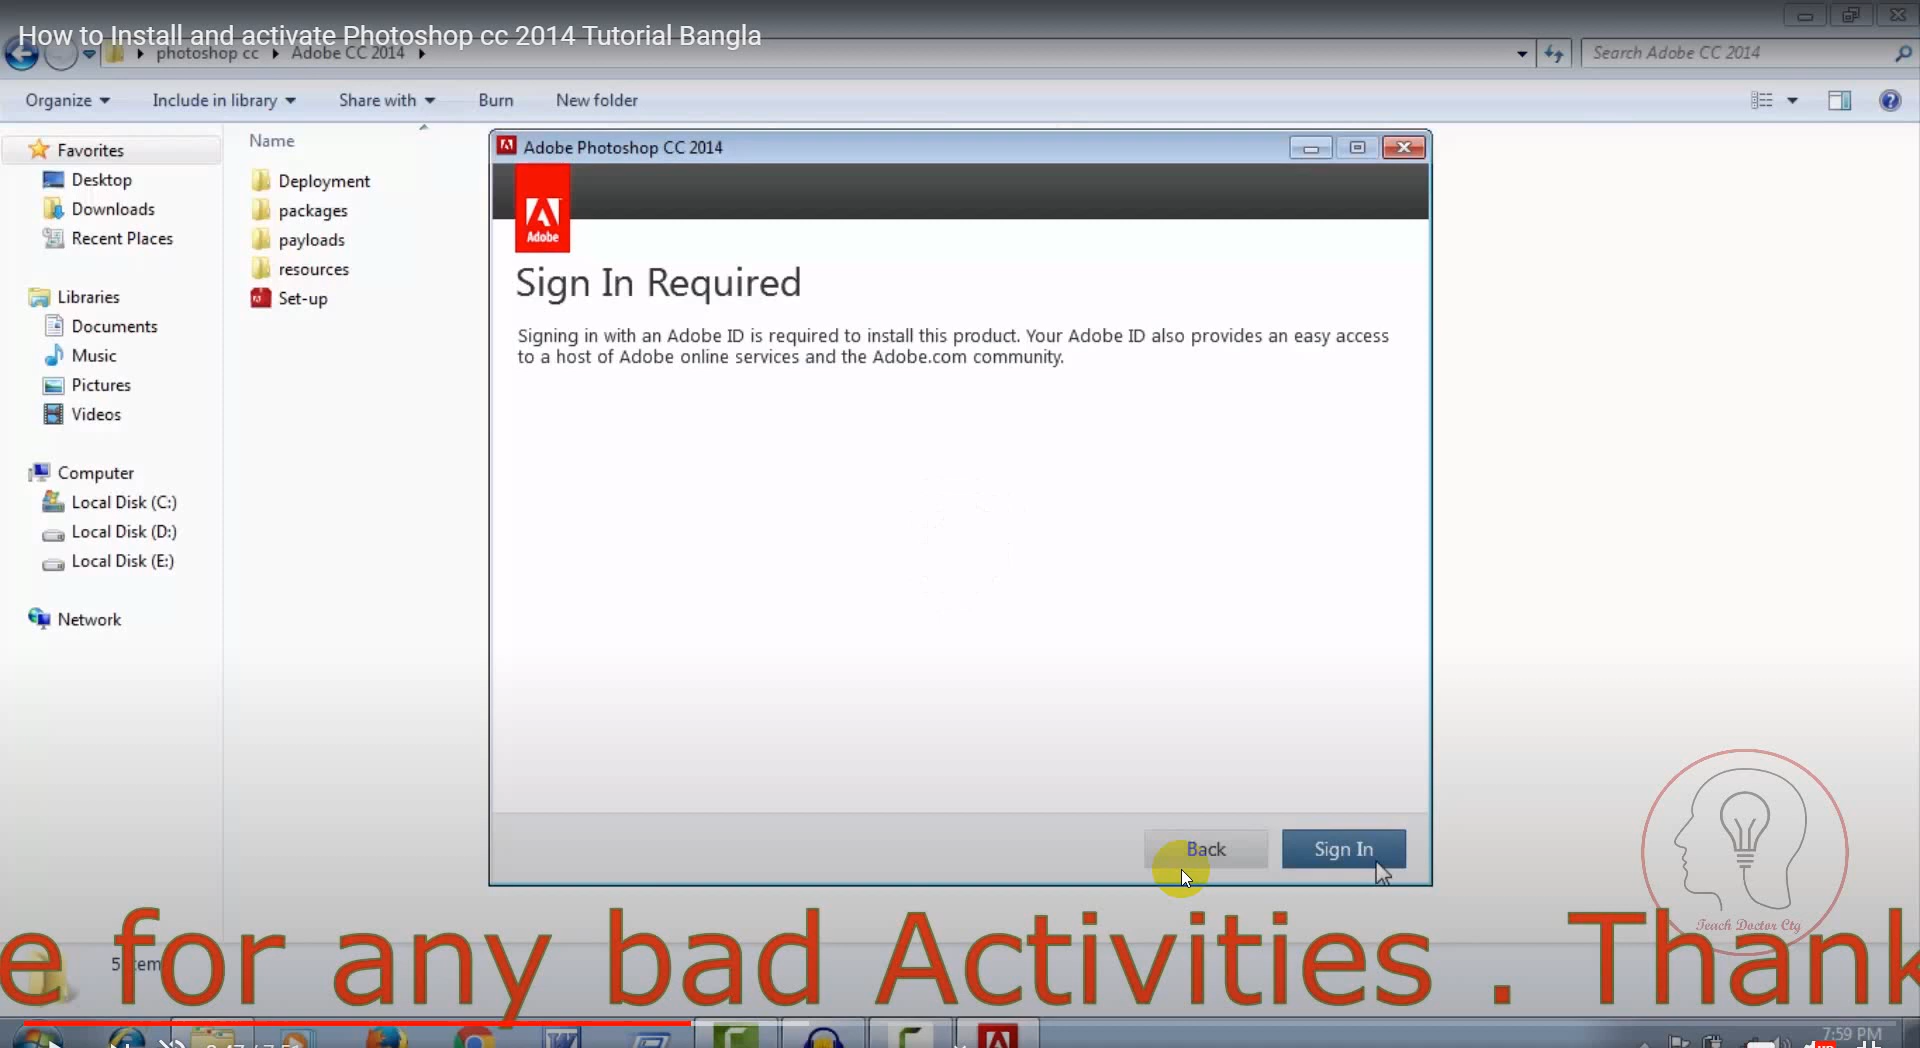 How to Install and activate Photoshop cc 2014 Tutorial Bangla
photoshop cc
Adobe CC 2014
Search Adobe CC 2014
Organize
Include in library
Share with
Burn
New folder
Favorites
Desktop
Downloads
Recent Places
Libraries
Documents
Music
Pictures
Videos
Computer
Local Disk (C:)
Local Disk (D:)
Local Disk (E:)
Network
Name
Deployment
packages
payloads
resources
Set-up
Adobe Photoshop CC 2014
Adobe
Sign In Required
Signing in with an Adobe ID is required to install this product. Your Adobe ID also provides an easy access
to a host of Adobe online services and the Adobe.com community.
Back
Sign In
Teach Doctor Ctg
e for any bad Activities . Thank
7:59 PM